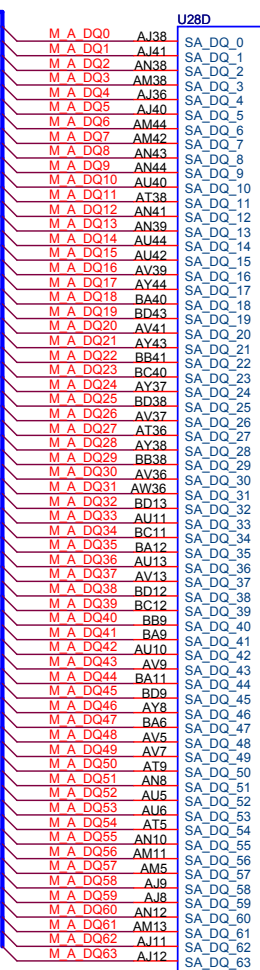 U28D
M_A_DQ0 AJ38 SA_DQ_0
M_A_DQ1 AJ41 SA_DQ_1
M_A_DQ2 AN38 SA_DQ_2
M_A_DQ3 AM38 SA_DQ_3
M_A_DQ4 AJ36 SA_DQ_4
M_A_DQ5 AJ40 SA_DQ_5
M_A_DQ6 AM44 SA_DQ_6
M_A_DQ7 AM42 SA_DQ_7
M_A_DQ8 AN43 SA_DQ_8
M_A_DQ9 AN44 SA_DQ_9
M_A_DQ10 AU40 SA_DQ_10
M_A_DQ11 AT38 SA_DQ_11
M_A_DQ12 AN41 SA_DQ_12
M_A_DQ13 AN39 SA_DQ_13
M_A_DQ14 AU44 SA_DQ_14
M_A_DQ15 AU42 SA_DQ_15
M_A_DQ16 AV39 SA_DQ_16
M_A_DQ17 AY44 SA_DQ_17
M_A_DQ18 BA40 SA_DQ_18
M_A_DQ19 BD43 SA_DQ_19
M_A_DQ20 AV41 SA_DQ_20
M_A_DQ21 AY43 SA_DQ_21
M_A_DQ22 BB41 SA_DQ_22
M_A_DQ23 BC40 SA_DQ_23
M_A_DQ24 AY37 SA_DQ_24
M_A_DQ25 BD38 SA_DQ_25
M_A_DQ26 AV37 SA_DQ_26
M_A_DQ27 AT36 SA_DQ_27
M_A_DQ28 AY38 SA_DQ_28
M_A_DQ29 BB38 SA_DQ_29
M_A_DQ30 AV36 SA_DQ_30
M_A_DQ31 AW36 SA_DQ_31
M_A_DQ32 BD13 SA_DQ_32
M_A_DQ33 AU11 SA_DQ_33
M_A_DQ34 BC11 SA_DQ_34
M_A_DQ35 BA12 SA_DQ_35
M_A_DQ36 AU13 SA_DQ_36
M_A_DQ37 AV13 SA_DQ_37
M_A_DQ38 BD12 SA_DQ_38
M_A_DQ39 BC12 SA_DQ_39
M_A_DQ40 BB9 SA_DQ_40
M_A_DQ41 BA9 SA_DQ_41
M_A_DQ42 AU10 SA_DQ_42
M_A_DQ43 AV9 SA_DQ_43
M_A_DQ44 BA11 SA_DQ_44
M_A_DQ45 BD9 SA_DQ_45
M_A_DQ46 AY8 SA_DQ_46
M_A_DQ47 BA6 SA_DQ_47
M_A_DQ48 AV5 SA_DQ_48
M_A_DQ49 AV7 SA_DQ_49
M_A_DQ50 AT9 SA_DQ_50
M_A_DQ51 AN8 SA_DQ_51
M_A_DQ52 AU5 SA_DQ_52
M_A_DQ53 AU6 SA_DQ_53
M_A_DQ54 AT5 SA_DQ_54
M_A_DQ55 AN10 SA_DQ_55
M_A_DQ56 AM11 SA_DQ_56
M_A_DQ57 AM5 SA_DQ_57
M_A_DQ58 AJ9 SA_DQ_58
M_A_DQ59 AJ8 SA_DQ_59
M_A_DQ60 AN12 SA_DQ_60
M_A_DQ61 AM13 SA_DQ_61
M_A_DQ62 AJ11 SA_DQ_62
M_A_DQ63 AJ12 SA_DQ_63